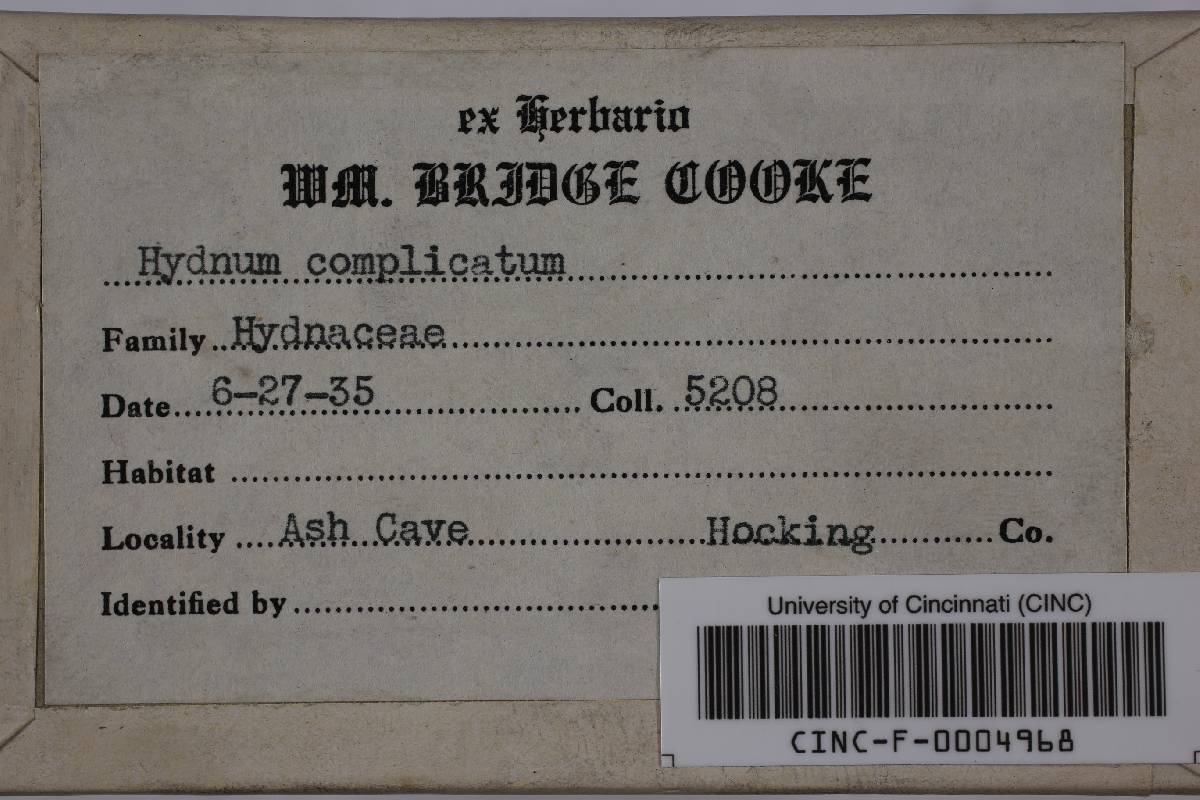 ex Herbario
WM. BRIDGE COOKE
Hydnum complicatum
Family Hydnaceae
Date 6-27-35 Coll. 5208
Habitat
Locality Ash Cave Hocking Co.
Identified by
University of Cincinnati (CINC)
CINC-F-0004968